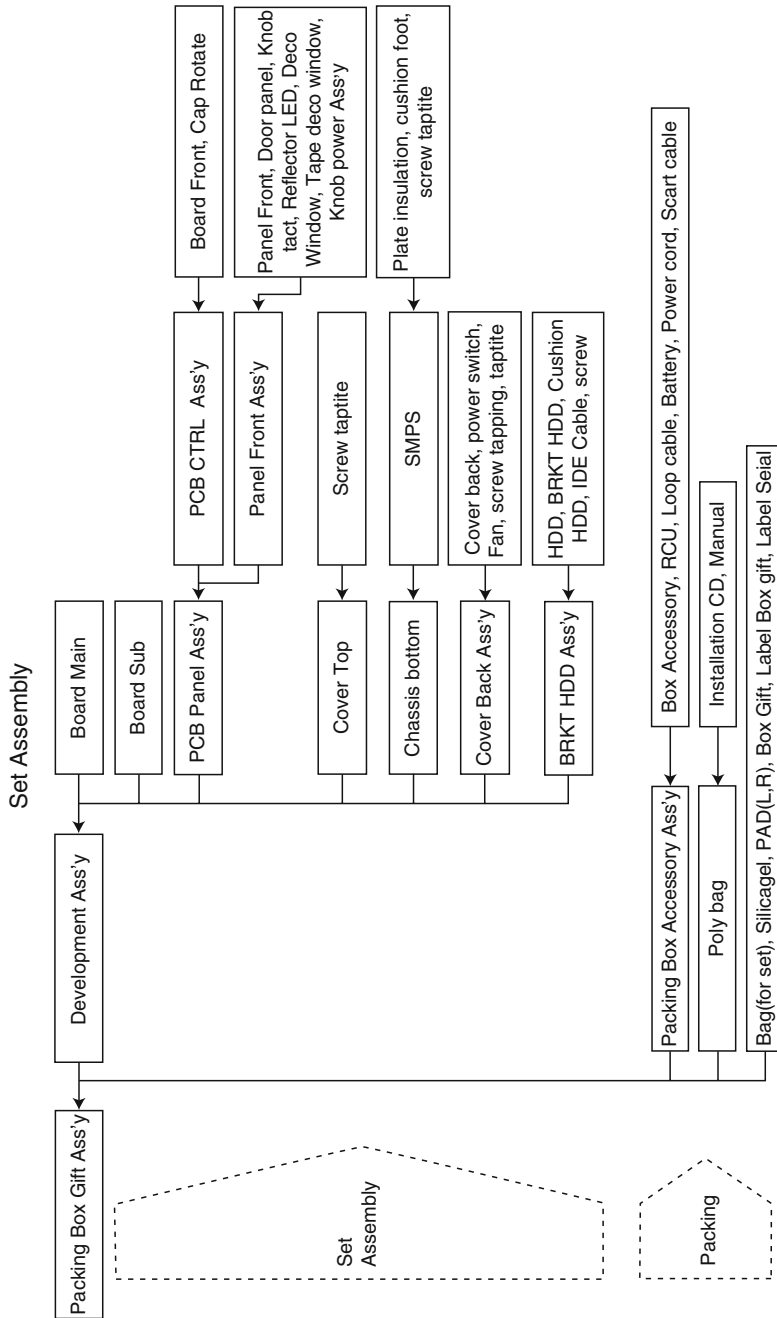 Set Assembly
Packing Box Gift Ass'y
Development Ass'y
Board Main
Board Sub
PCB Panel Ass'y
PCB CTRL Ass'y
Board Front, Cap Rotate
Panel Front Ass'y
Panel Front, Door panel, Knob
tact, Reflector LED, Deco
Window, Tape deco window,
Knob power Ass'y
Cover Top
Screw taptite
Chassis bottom
SMPS
Plate insulation, cushion foot,
screw taptite
Cover Back Ass'y
Cover back, power switch,
Fan, screw tapping, taptite
BRKT HDD Ass'y
HDD, BRKT HDD, Cushion
HDD, IDE Cable, screw
Set
Assembly
Packing Box Accessory Ass'y
Box Accessory, RCU, Loop cable, Battery, Power cord, Scart cable
Poly bag
Installation CD, Manual
Bag(for set), Silicagel, PAD(L,R), Box Gift, Label Box gift, Label Seial
Packing